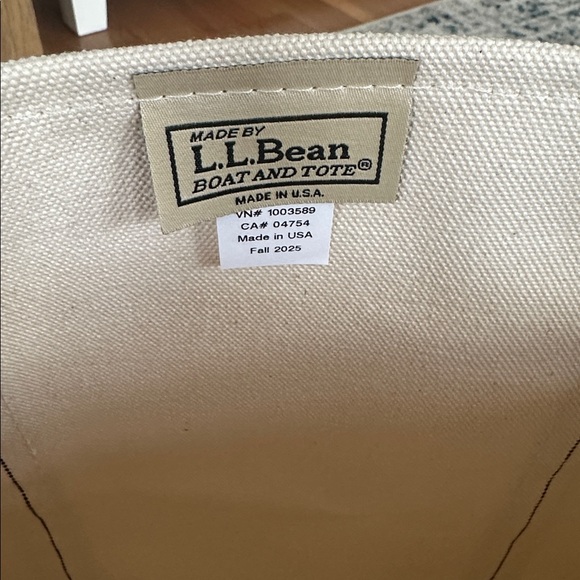 MADE BY
L.L.Bean
BOAT AND TOTE®
MADE IN U.S.A.
VN# 1003589
CA# 04754
Made in USA
Fall 2025